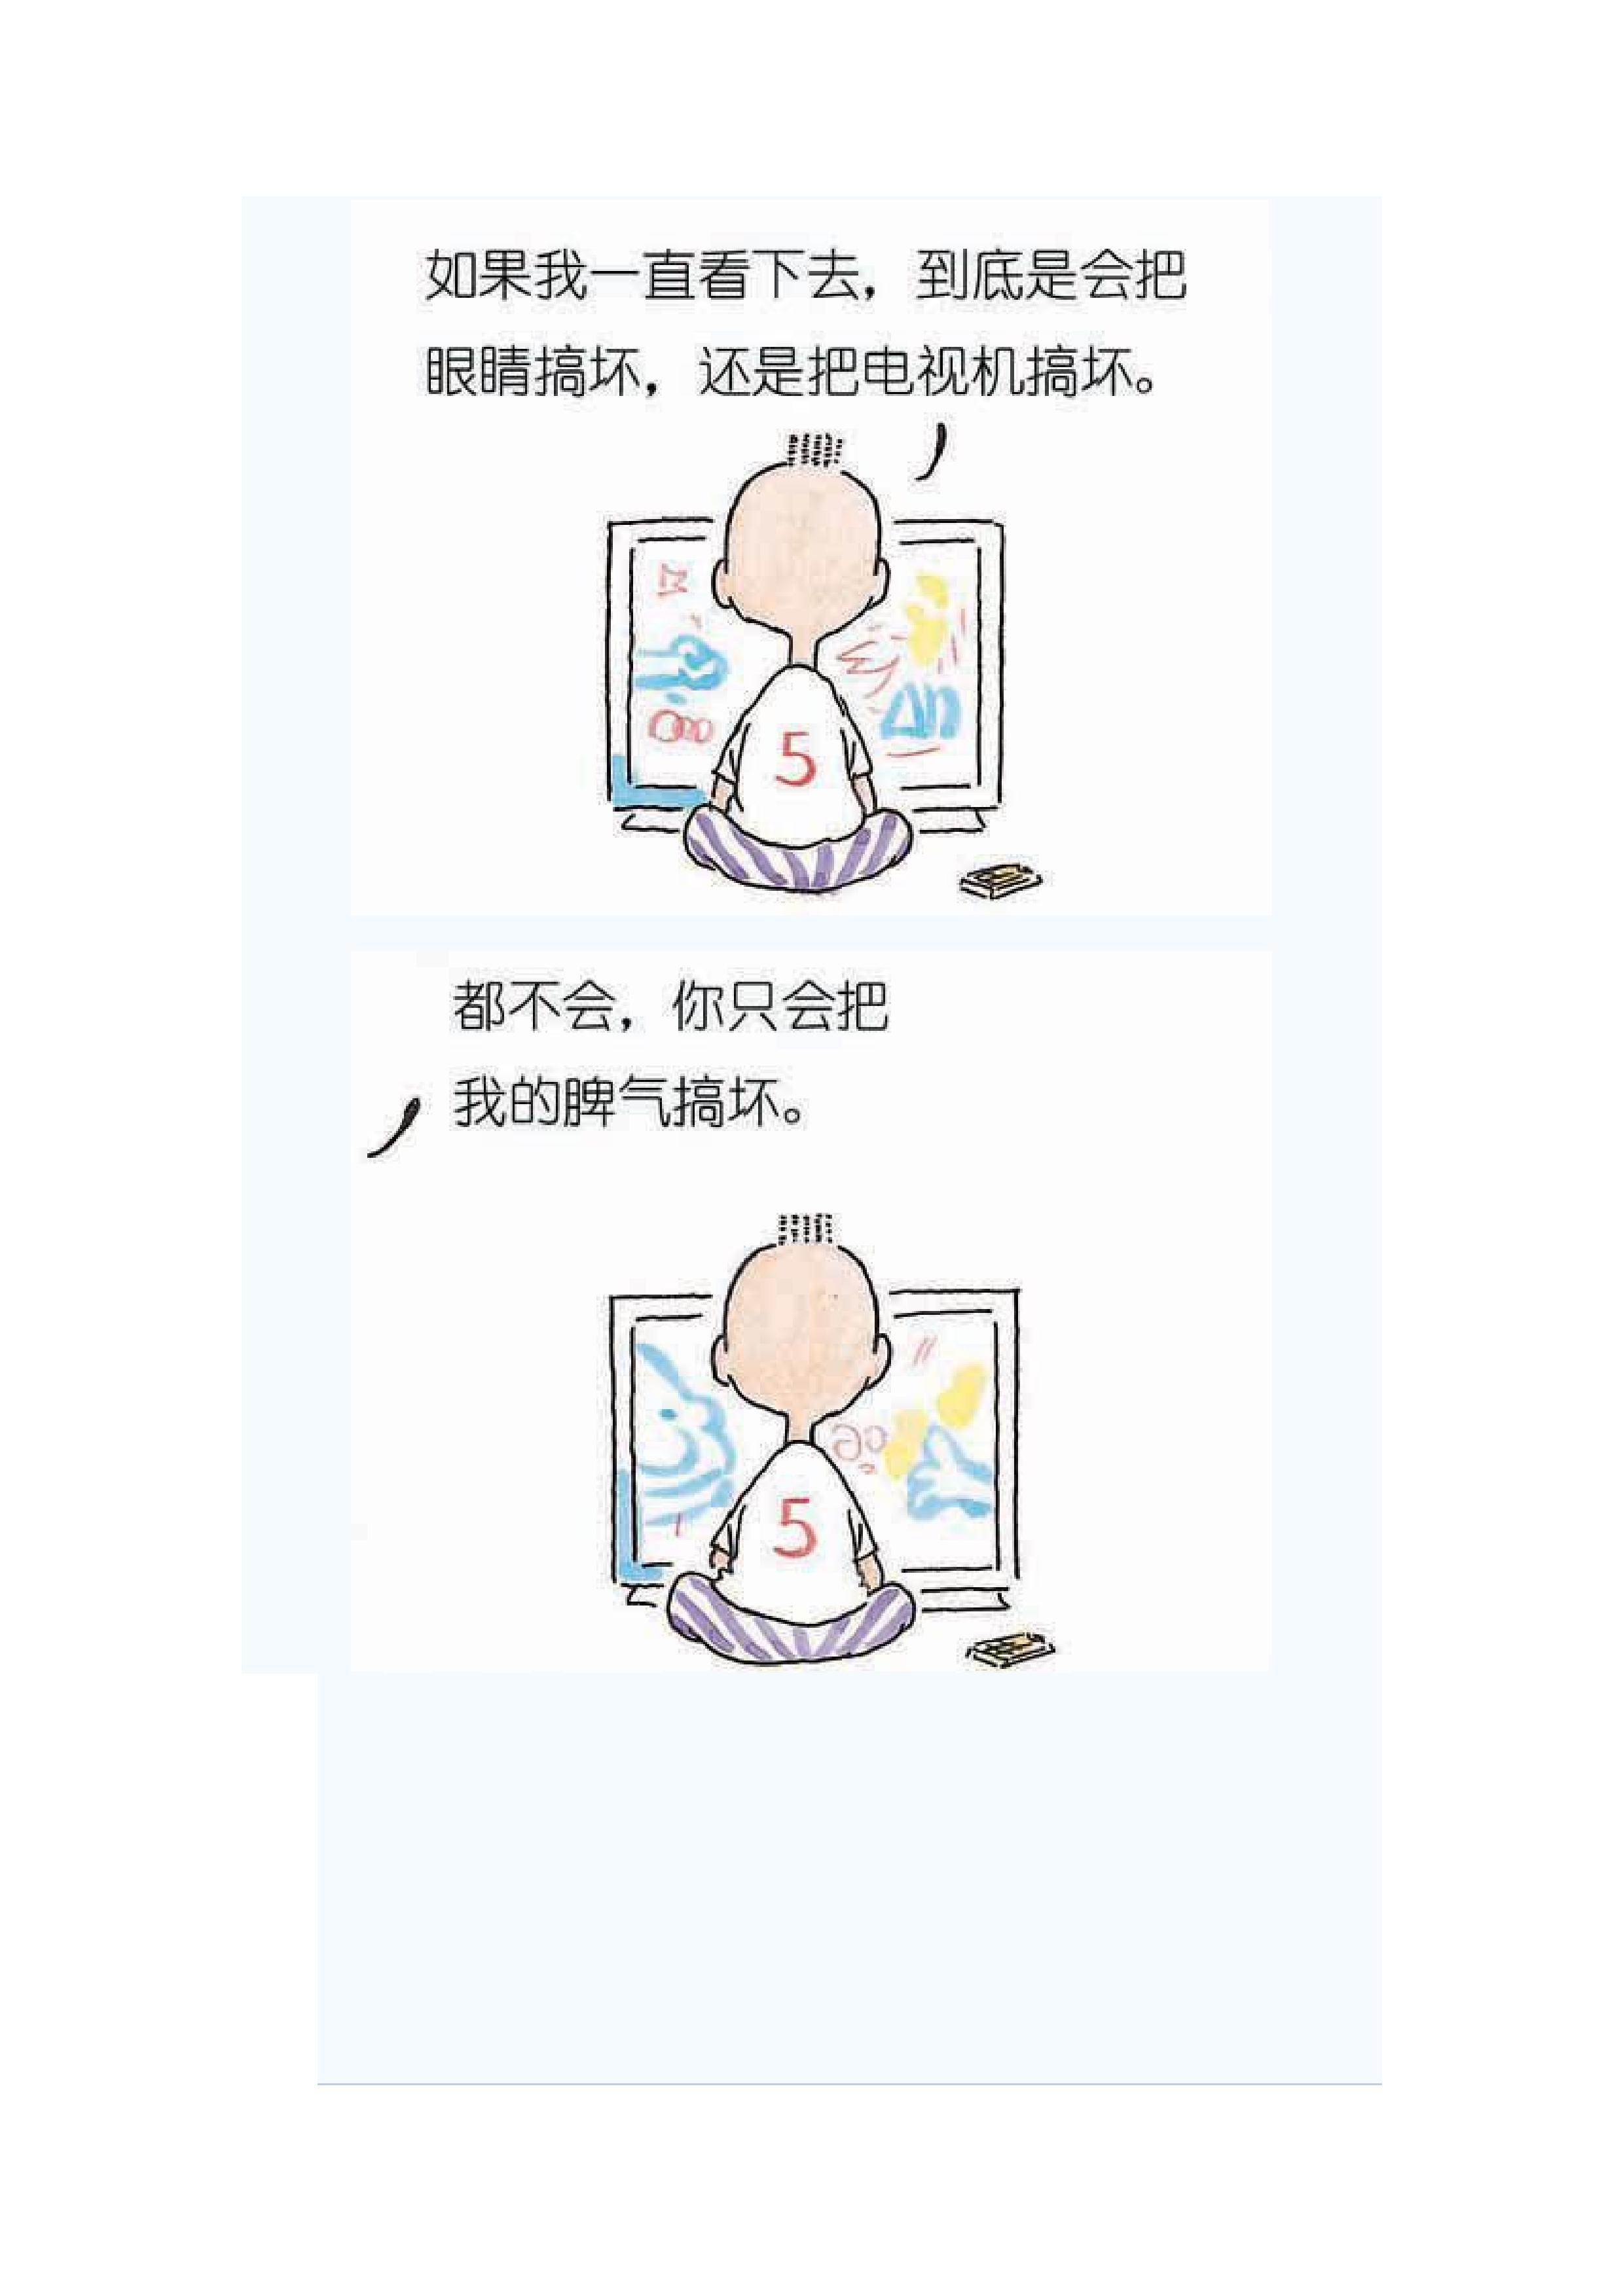 如果我一直看下去，到底是会把
眼睛搞坏，还是把电视机搞坏。
5
都不会，你只会把
我的脾气搞坏。
5